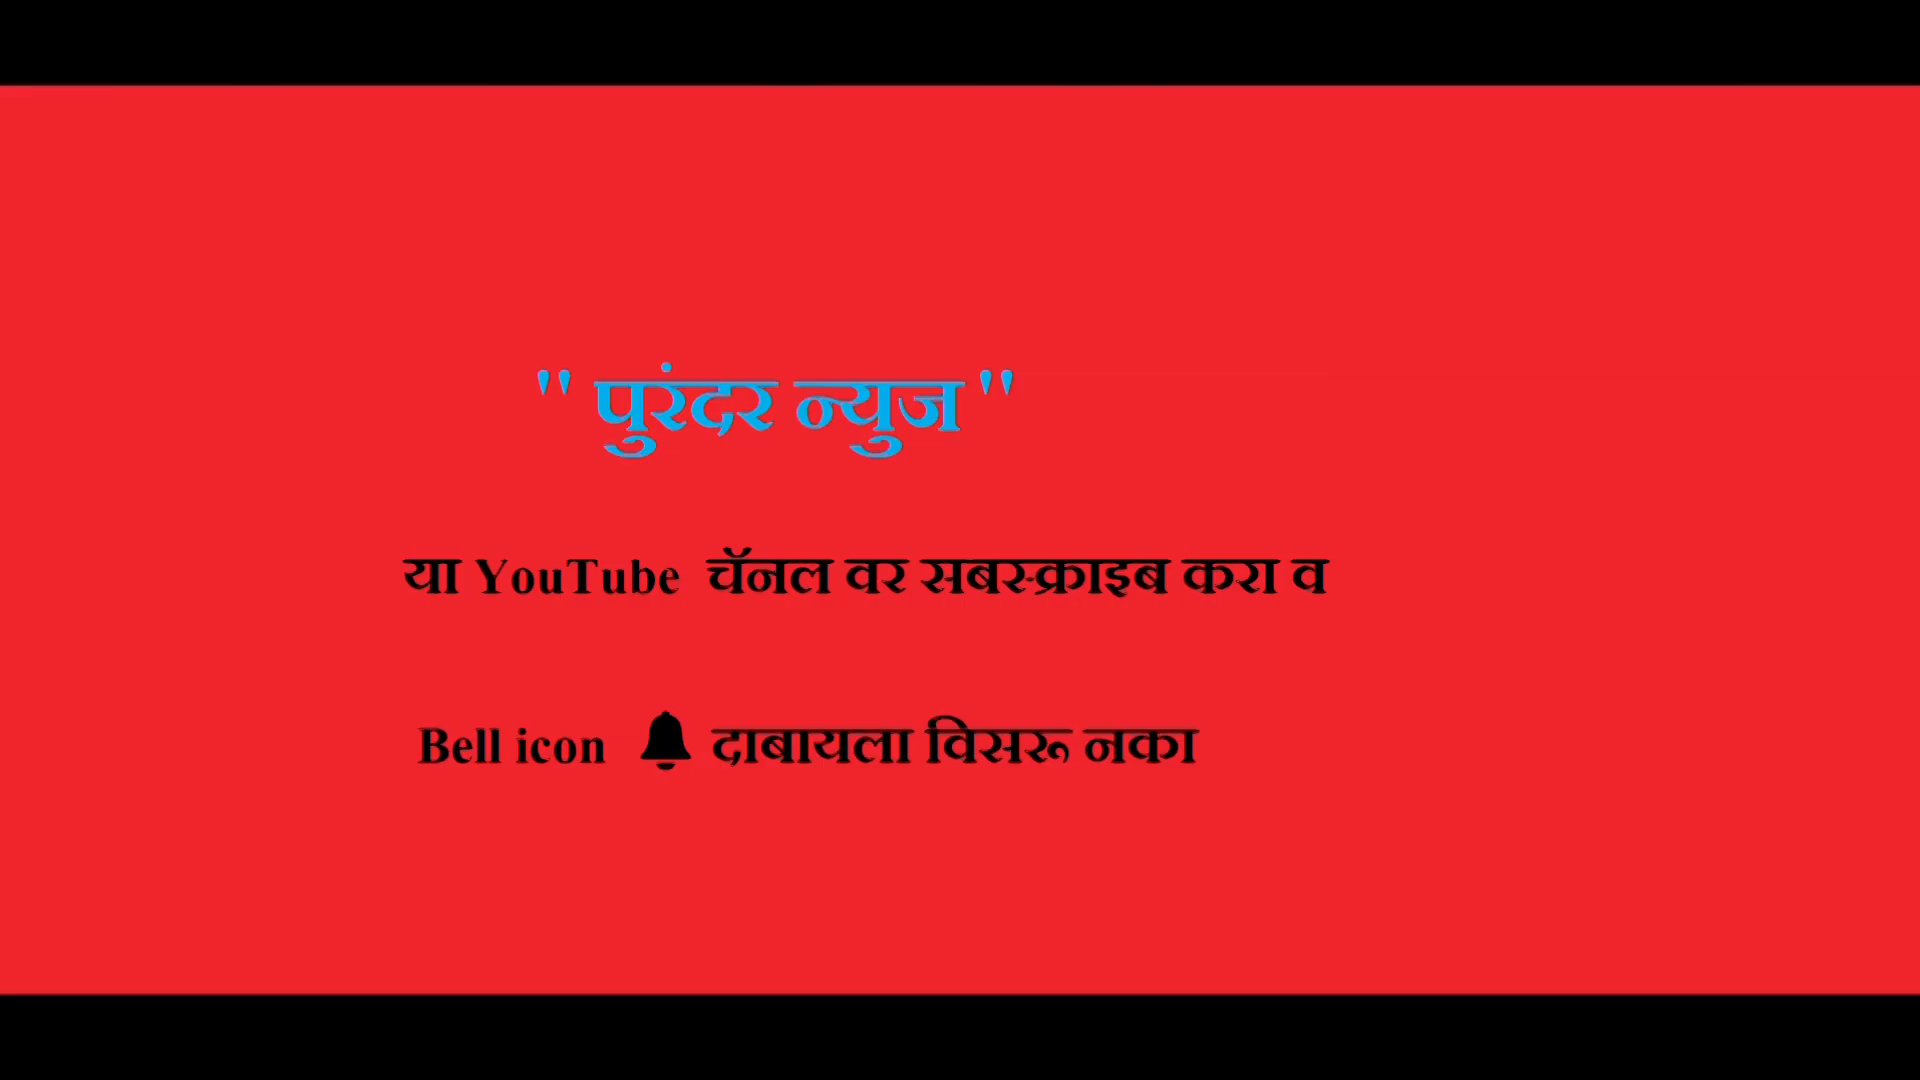 " पुरंदर न्युज "
या YouTube चॅनल वर सबस्क्राइब करा व
Bell icon 🔔 दाबायला विसरू नका